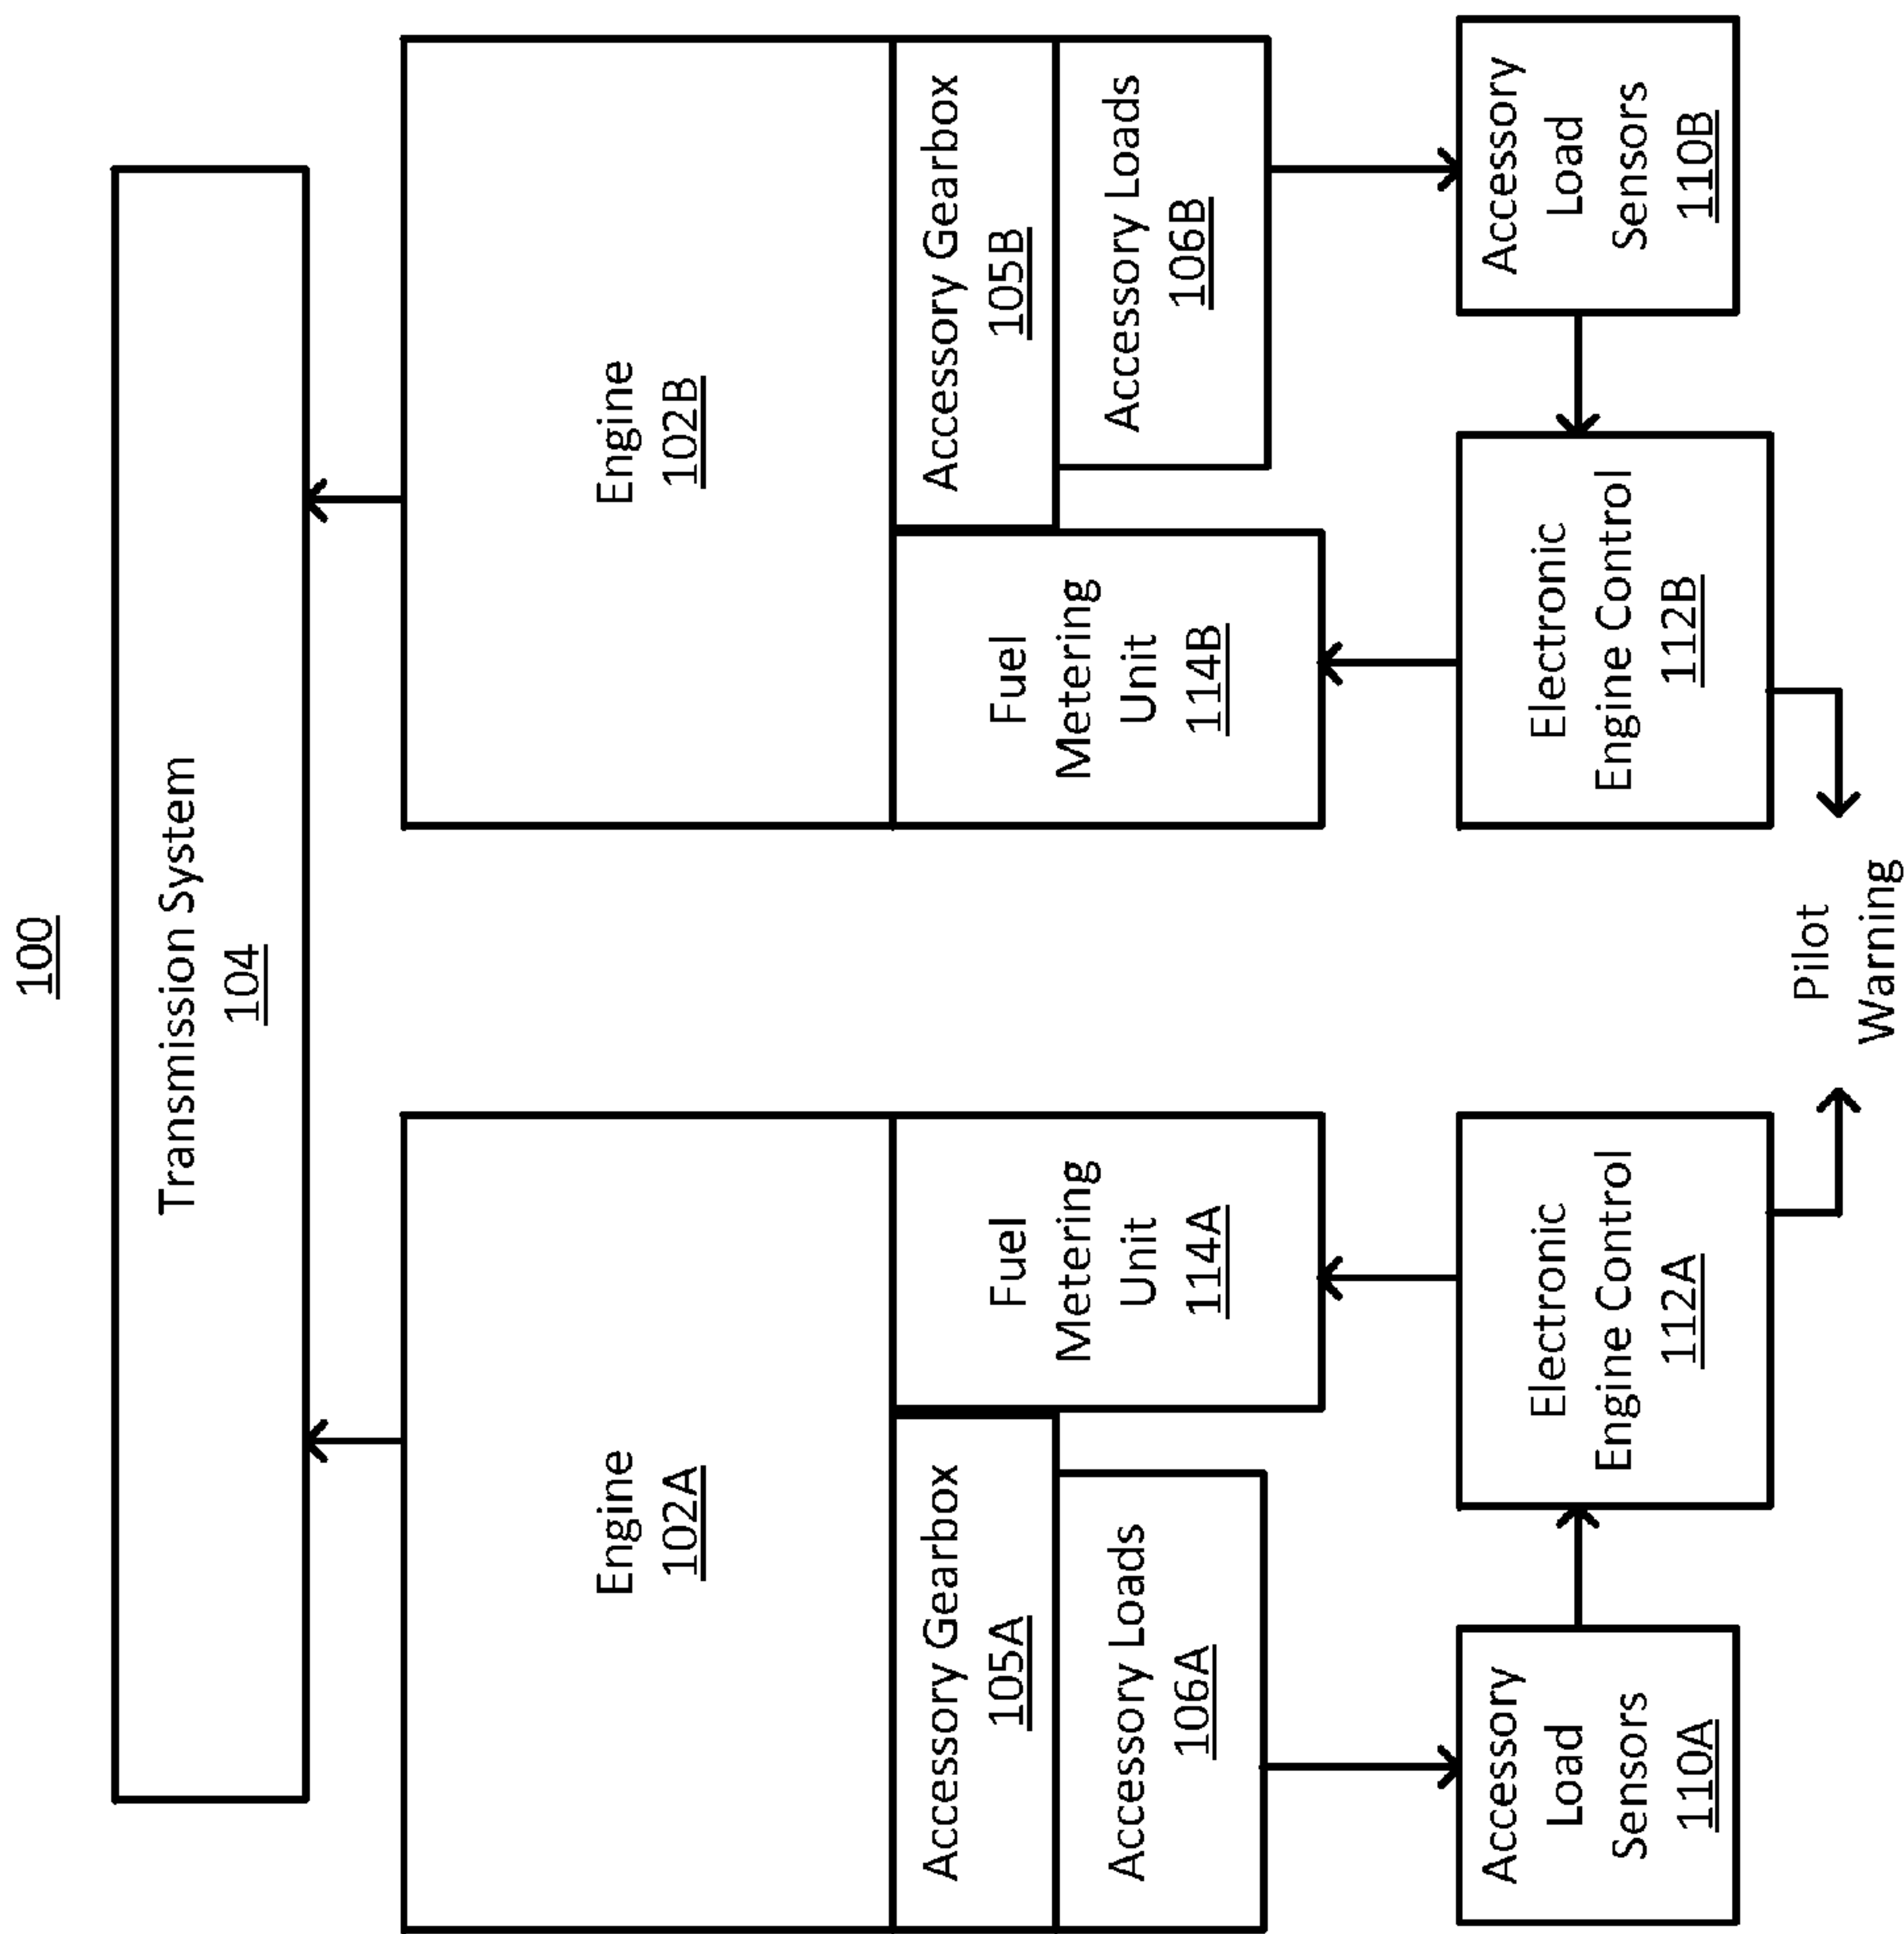 100
Transmission System
104
Engine
102A
Engine
102B
Accessory Gearbox
105A
Fuel
Metering
Unit
114A
Fuel
Metering
Unit
114B
Accessory Gearbox
105B
Accessory Loads
106A
Accessory Loads
106B
Accessory
Load
Sensors
110A
Electronic
Engine Control
112A
Electronic
Engine Control
112B
Accessory
Load
Sensors
110B
Pilot
Warning